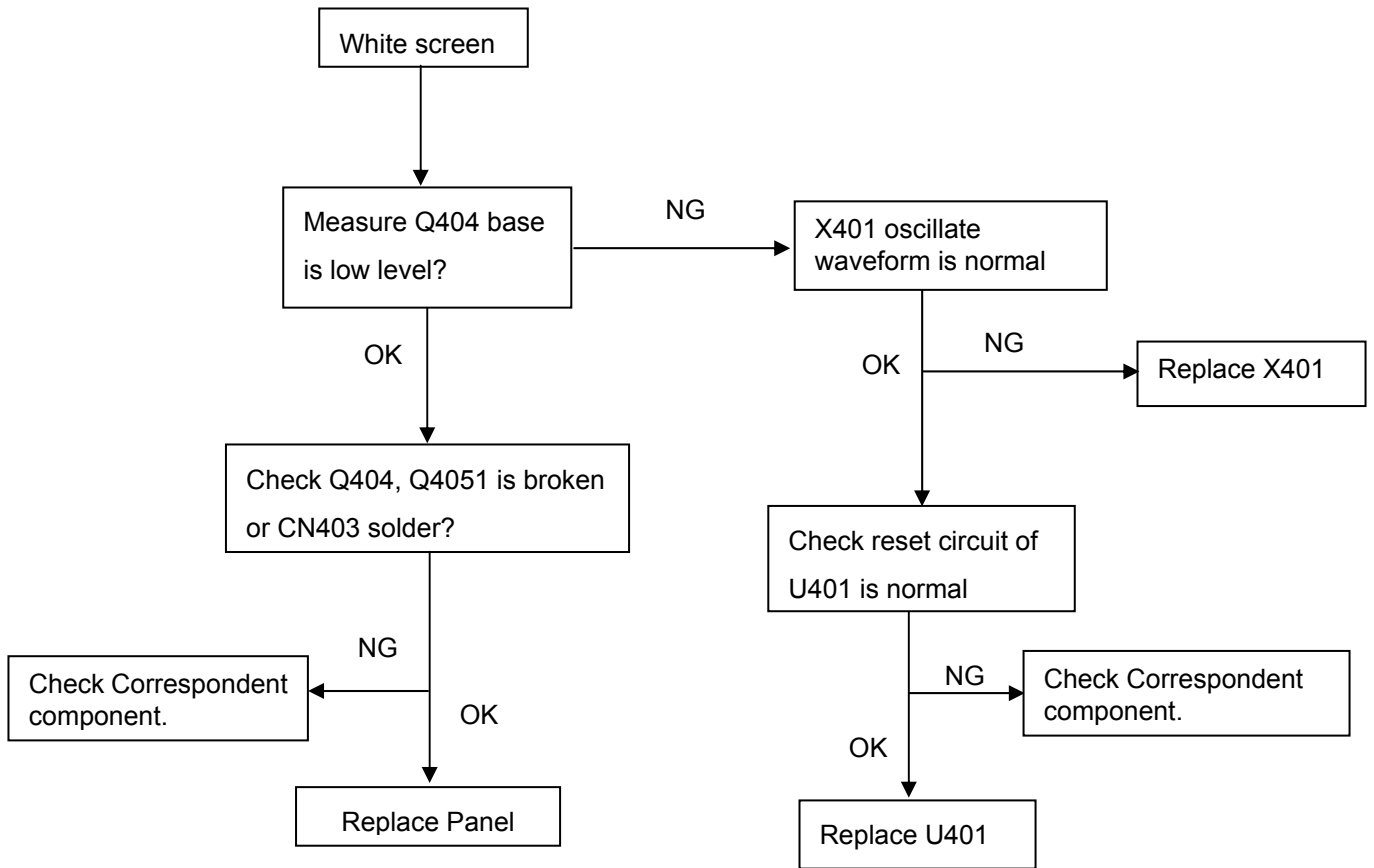 White screen
Measure Q404 base
is low level?
NG
X401 oscillate
waveform is normal
OK
OK
NG
Replace X401
Check Q404, Q4051 is broken
or CN403 solder?
Check reset circuit of
U401 is normal
NG
Check Correspondent
component.
OK
NG
Check Correspondent
component.
OK
Replace Panel
Replace U401